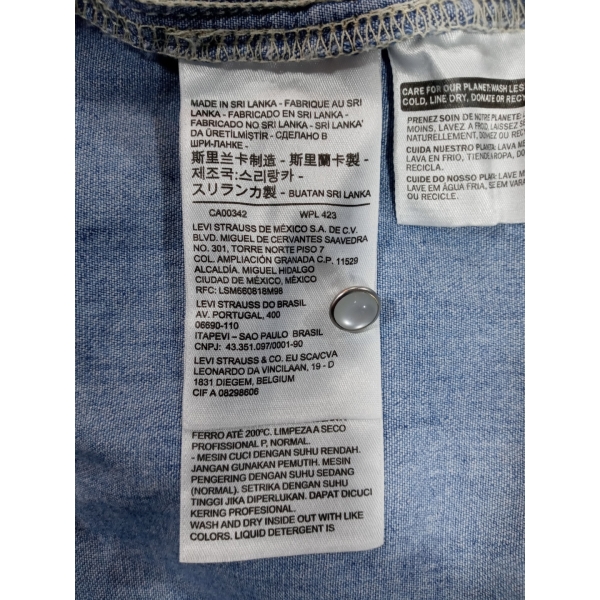 MADE IN SRI LANKA - FABRIQUE AU SRI
LANKA - FABRICADO EN SRI LANKA -
FABRICADO NO SRI LANKA - SRI LANKA'
DA ÜRETİLMİŞTİR - СДЕЛАНО В
ШРИ-ЛАНКЕ -
斯里兰卡制造 - 斯里蘭卡製 -
제조국: 스리랑카 -
スリランカ製 - BUATAN SRI LANKA
CA00342 WPL 423
LEVI STRAUSS DE MÉXICO S.A. DE C.V.
BLVD. MIGUEL DE CERVANTES SAAVEDRA
NO. 301, TORRE NORTE PISO 7
COL. AMPLIACIÓN GRANADA C.P. 11529
ALCALDÍA. MIGUEL HIDALGO
CIUDAD DE MÉXICO, MÉXICO
RFC: LSM660818M98
LEVI STRAUSS DO BRASIL
AV. PORTUGAL, 400
06690-110
ITAPEVI – SAO PAULO BRASIL
CNPJ: 43.351.097/0001-90
LEVI STRAUSS & CO. EU SCA/CVA
LEONARDO DA VINCILAAN, 19 - D
1831 DIEGEM, BELGIUM
CIF A 08298606
FERRO ATÉ 200ºC. LIMPEZA A SECO
PROFISSIONAL P, NORMAL.
- MESIN CUCI DENGAN SUHU RENDAH.
JANGAN GUNAKAN PEMUTIH. MESIN
PENGERING DENGAN SUHU SEDANG
(NORMAL). SETRIKA DENGAN SUHU
TINGGI JIKA DIPERLUKAN. DAPAT DICUCI
KERING PROFESIONAL.
WASH AND DRY INSIDE OUT WITH LIKE
COLORS. LIQUID DETERGENT IS
CARE FOR OUR PLANET: WASH LES
COLD, LINE DRY, DONATE OR RECY
PRENEZ SOIN DE NOTRE PLANÈTE:
MOINS, LAVEZ À FROID, LAISSEZ S
NATURELLEMENT, DONEZ OU RECY
CUIDA NUESTRO PLANETA: LAVA ME
LAVA EN FRÍO, TIENDE ROPA, DO
RECICLA.
CUIDE DO NOSSO PLANETA: LAVE M
LAVE EM ÁGUA FRIA, SE
OU RECICLE.